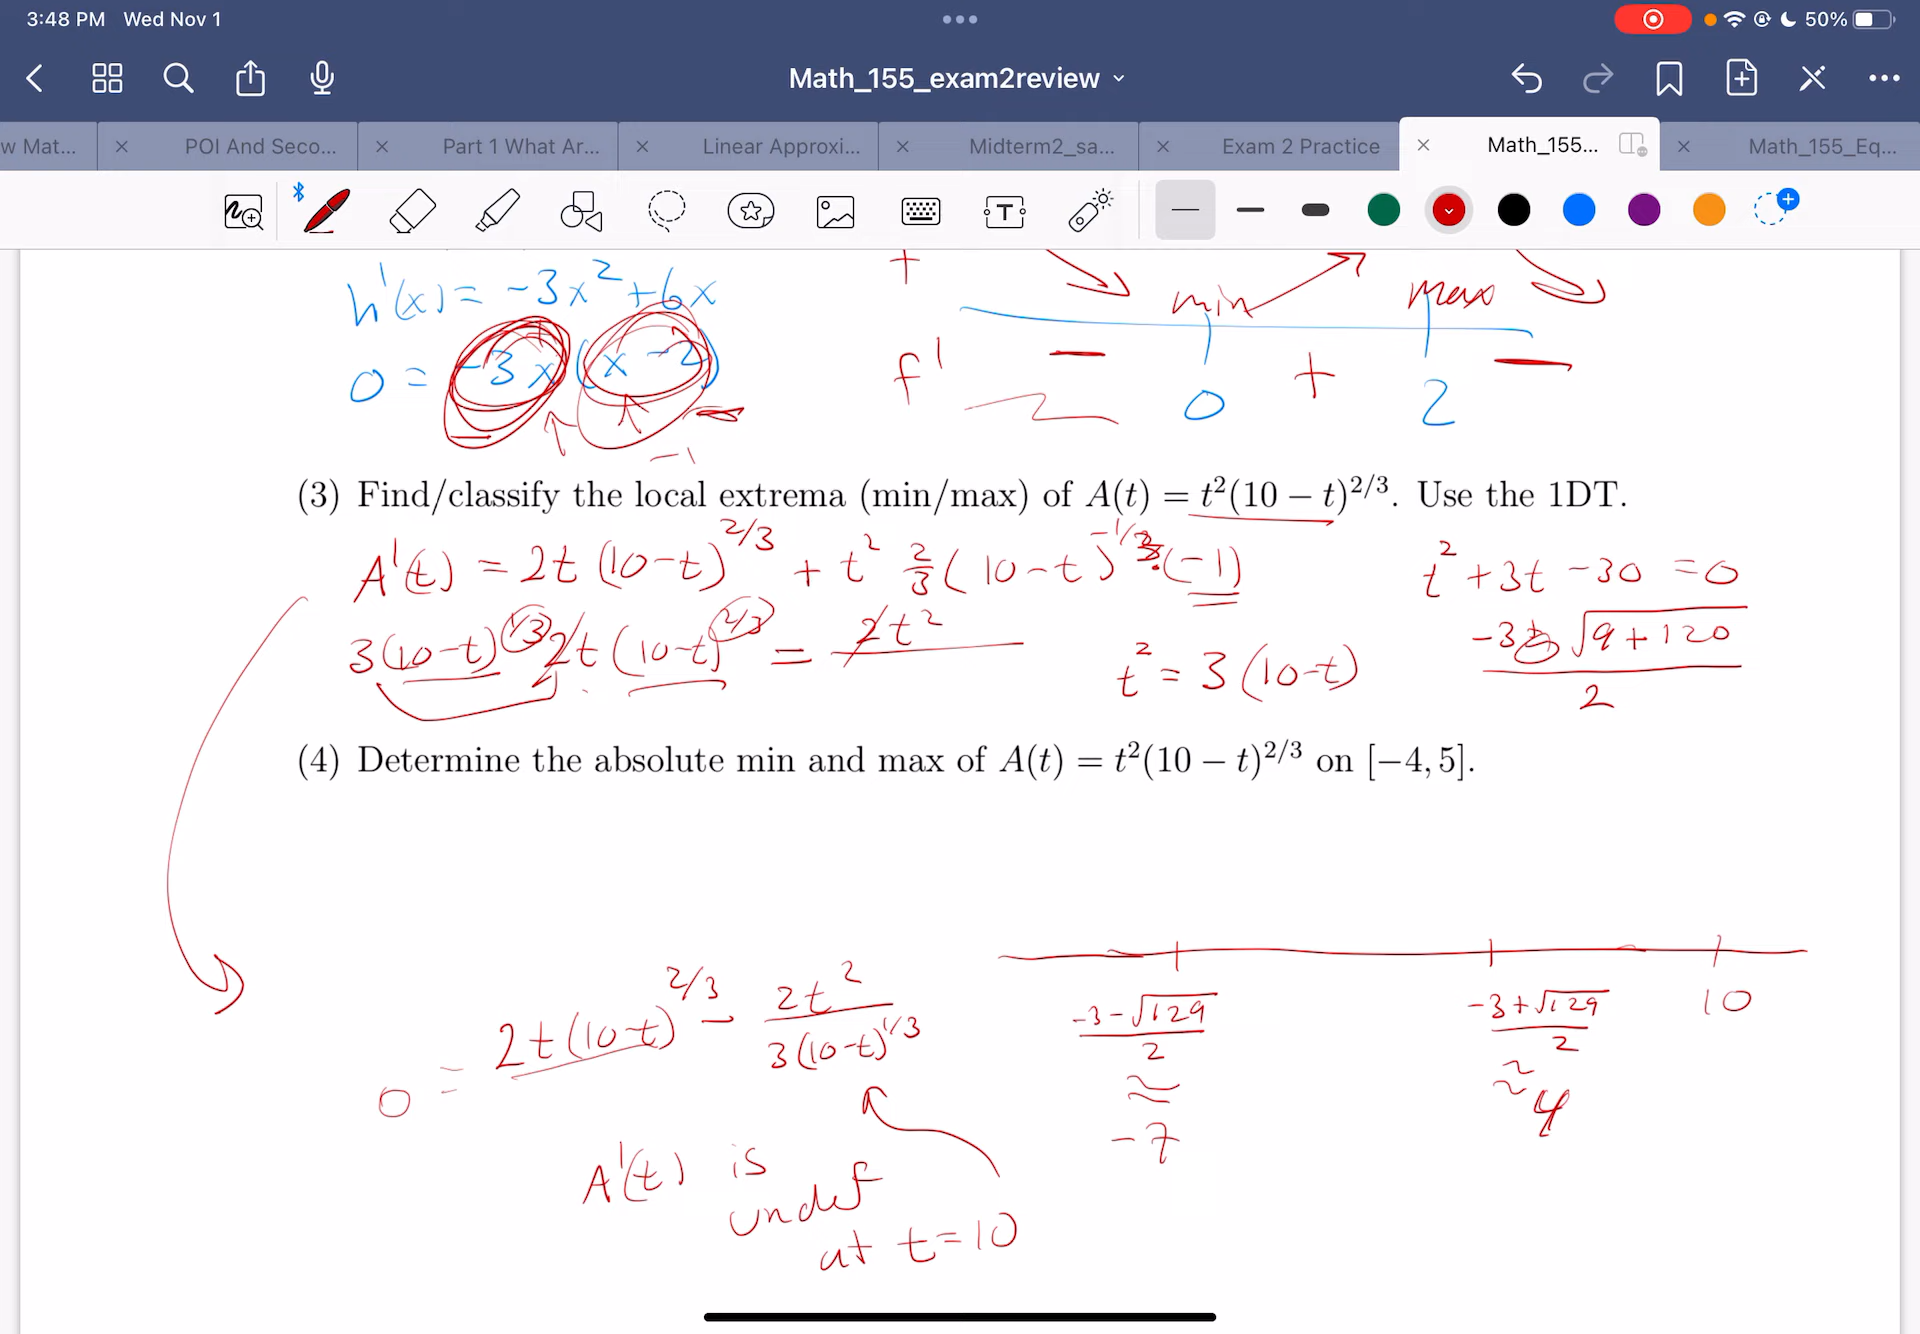 3:48 PM Wed Nov 1
50%
Math_155_exam2review
w Mat...
POI And Seco...
Part 1 What Ar...
Linear Approxi...
Midterm2_sa...
Exam 2 Practice
Math_155...
Math_155_Eq...
h'(x) = -3x² + 6x
+
min
max
0 = -3x(x - 2)
f'
−
0
+
2
−
-1
(3) Find/classify the local extrema (min/max) of A(t) = t²(10 − t)^{2/3}. Use the 1DT.
A'(t) = 2t(10-t)^{2/3} + t² 2/3 (10-t)^{-1/3} · (-1)
t² + 3t - 30 = 0
3(10-t)^{1/3} 2t(10-t)^{2/3} = 2t²
t² = 3(10-t)
-3 ± √(9+120) / 2
(4) Determine the absolute min and max of A(t) = t²(10 − t)^{2/3} on [−4, 5].
0 = 2t(10-t)^{2/3} - 2t² / 3(10-t)^{1/3}
-3-√129 / 2
≈
-7
-3+√129 / 2
≈ 4
10
A'(t) is
undef
at t=10